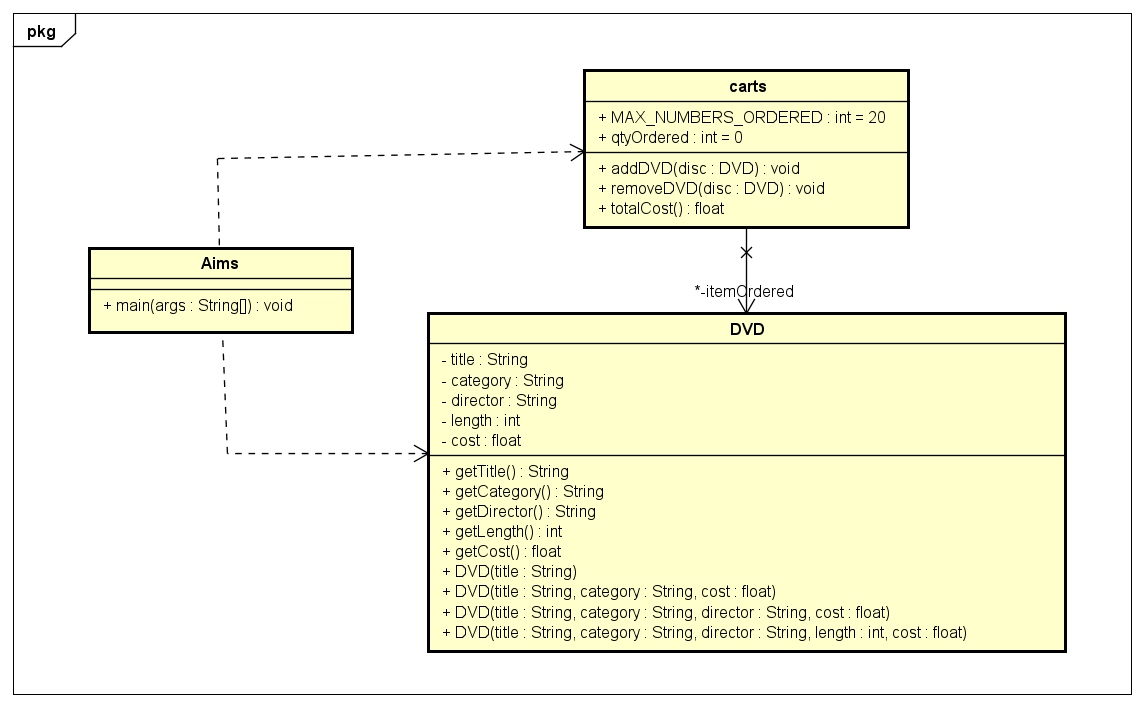 pkg
carts
+ MAX_NUMBERS_ORDERED : int = 20
+ qtyOrdered : int = 0
+ addDVD(disc : DVD) : void
+ removeDVD(disc : DVD) : void
+ totalCost() : float
Aims
+ main(args : String[]) : void
*-itemOrdered
DVD
- title : String
- category : String
- director : String
- length : int
- cost : float
+ getTitle() : String
+ getCategory() : String
+ getDirector() : String
+ getLength() : int
+ getCost() : float
+ DVD(title : String)
+ DVD(title : String, category : String, cost : float)
+ DVD(title : String, category : String, director : String, cost : float)
+ DVD(title : String, category : String, director : String, length : int, cost : float)